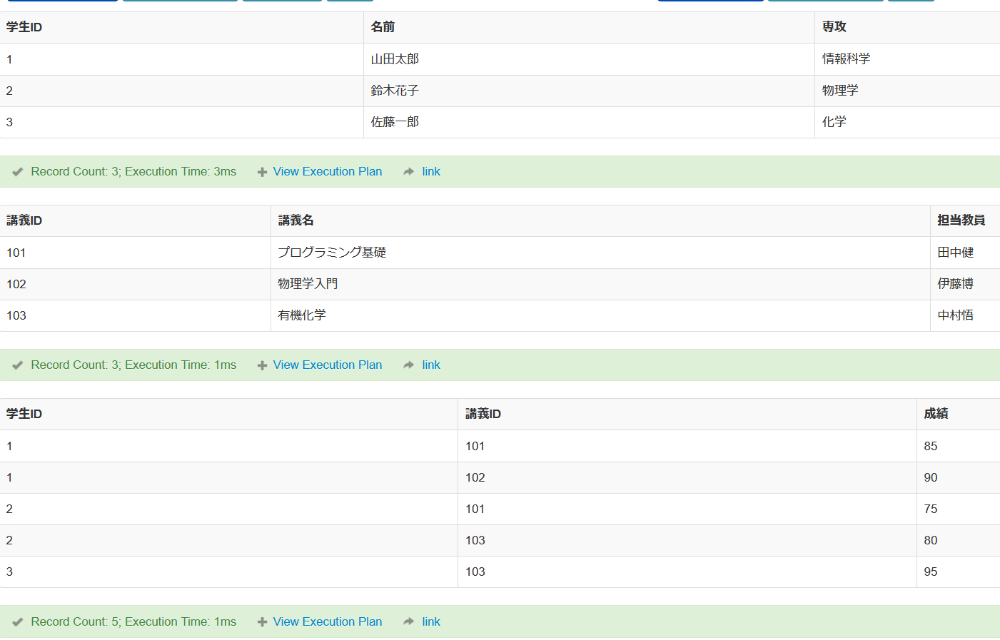 学生ID 名前 専攻
1 山田太郎 情報科学
2 鈴木花子 物理学
3 佐藤一郎 化学
Record Count: 3; Execution Time: 3ms View Execution Plan link
講義ID 講義名 担当教員
101 プログラミング基礎 田中健
102 物理学入門 伊藤博
103 有機化学 中村悟
Record Count: 3; Execution Time: 1ms View Execution Plan link
学生ID 講義ID 成績
1 101 85
1 102 90
2 101 75
2 103 80
3 103 95
Record Count: 5; Execution Time: 1ms View Execution Plan link